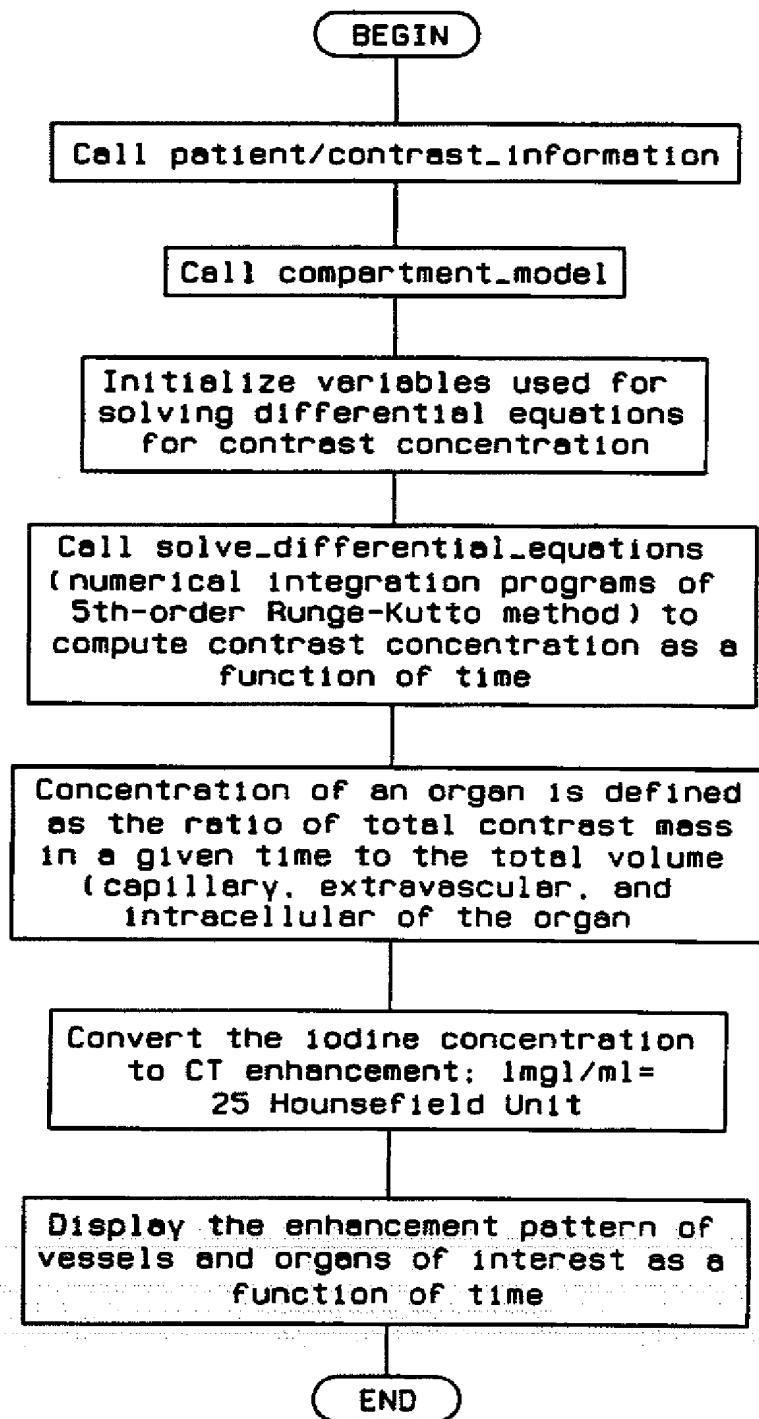 BEGIN
Call patient/contrast_information
Call compartment_model
Initialize variables used for
solving differential equations
for contrast concentration
Call solve_differential_equations
(numerical integration programs of
5th-order Runge-Kutto method) to
compute contrast concentration as a
function of time
Concentration of an organ is defined
as the ratio of total contrast mass
in a given time to the total volume
(capillary, extravascular, and
intracellular of the organ
Convert the iodine concentration
to CT enhancement: 1mgl/ml=
25 Hounsefield Unit
Display the enhancement pattern of
vessels and organs of interest as a
function of time
END